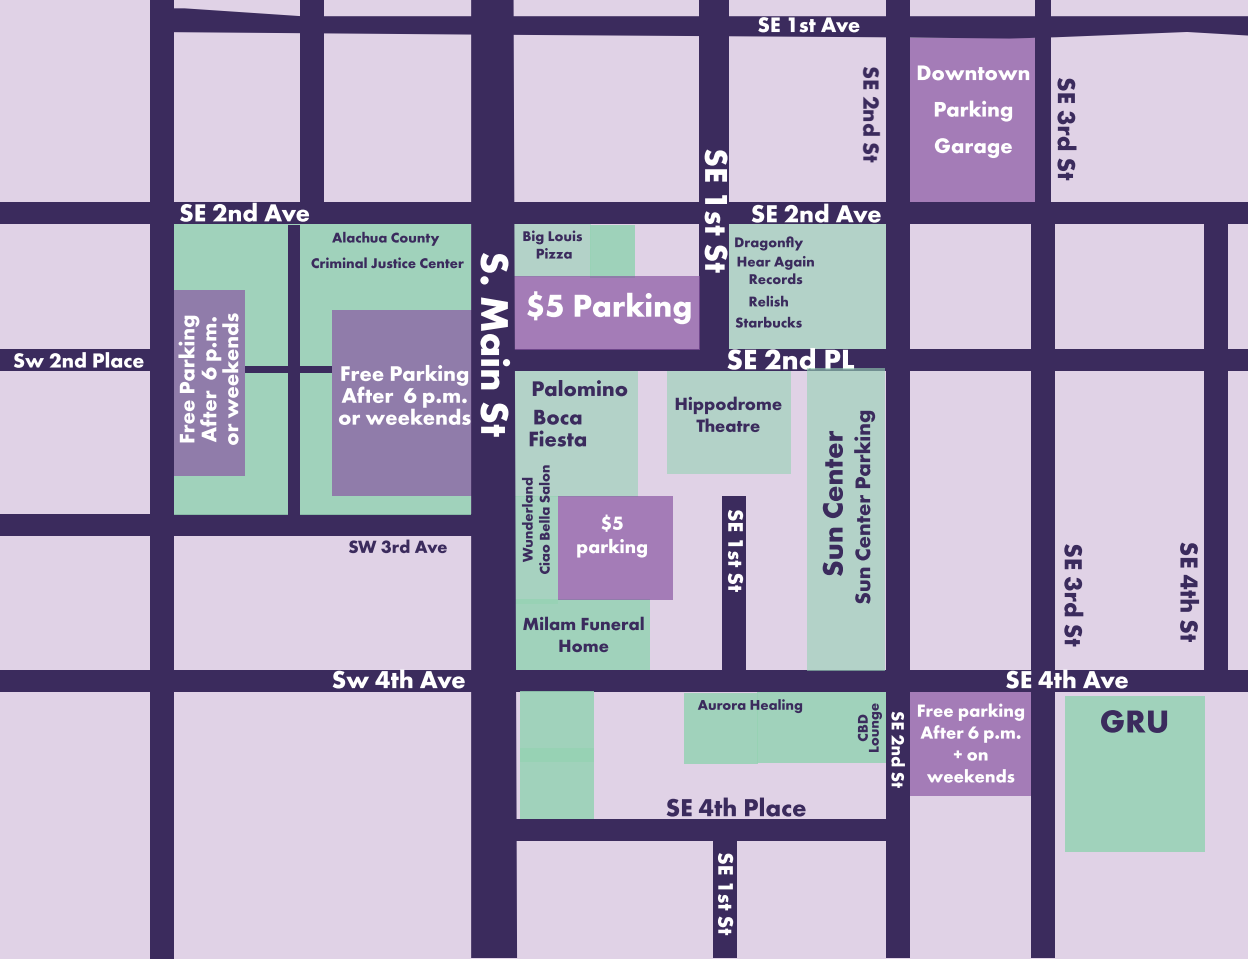 SE 1st Ave
SE 2nd St
Downtown
Parking
Garage
SE 3rd St
SE 1st St
SE 2nd Ave
SE 2nd Ave
Alachua County
Criminal Justice Center
S. Main St
Big Louis
Pizza
$5 Parking
Dragonfly
Hear Again
Records
Relish
Starbucks
Free Parking
After 6 p.m.
or weekends
Free Parking
After 6 p.m.
or weekends
Sw 2nd Place
SE 2nd PL
Palomino
Boca
Fiesta
Hippodrome
Theatre
Sun Center
Sun Center Parking
Wunderland
Ciao Bella Salon
$5
parking
SE 1st St
SW 3rd Ave
SE 3rd St
SE 4th St
Milam Funeral
Home
Sw 4th Ave
SE 4th Ave
Aurora Healing
CBD
Lounge
SE 2nd St
Free parking
After 6 p.m.
+ on
weekends
GRU
SE 4th Place
SE 1st St